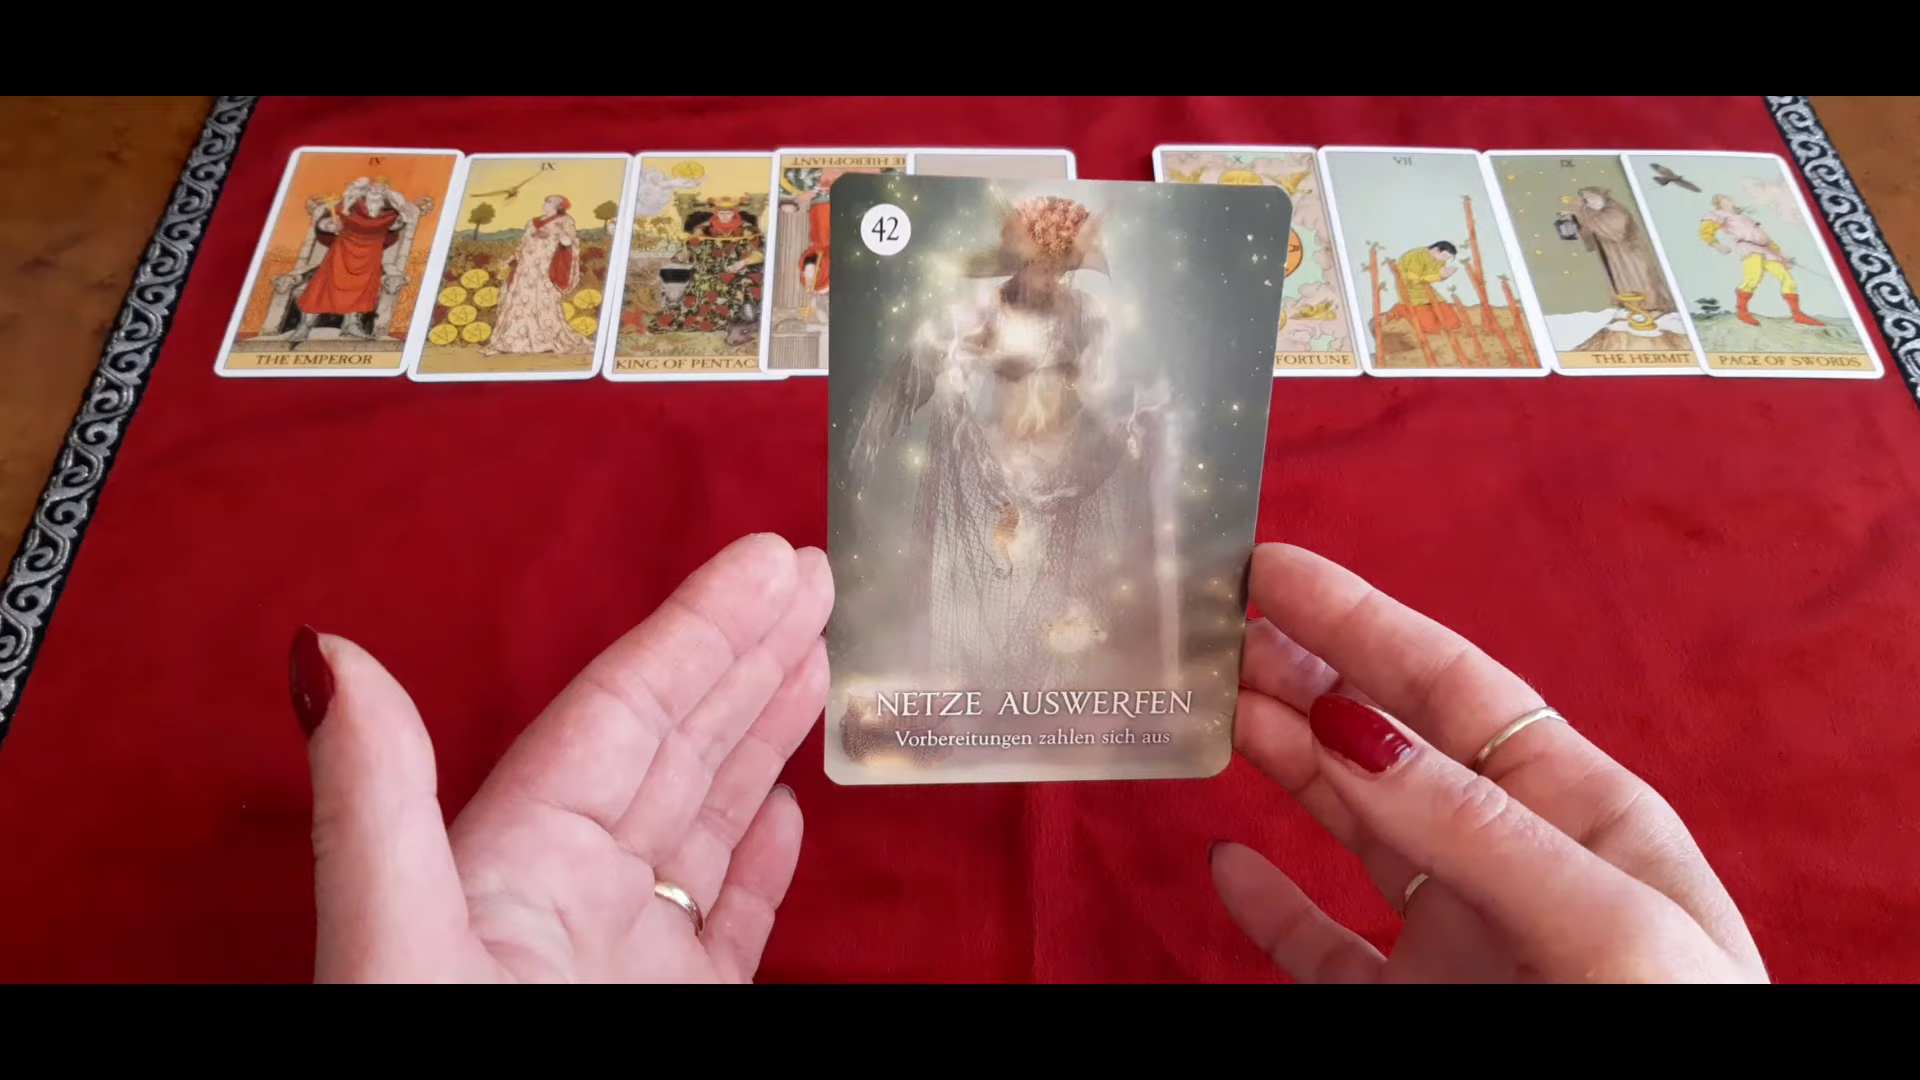 IV
THE EMPEROR
IX
KING OF PENTAC
HE HIEROPHANT
X
FORTUNE
VII
IX
THE HERMIT
PAGE OF SWORDS
42
NETZE AUSWERFEN
Vorbereitungen zahlen sich aus